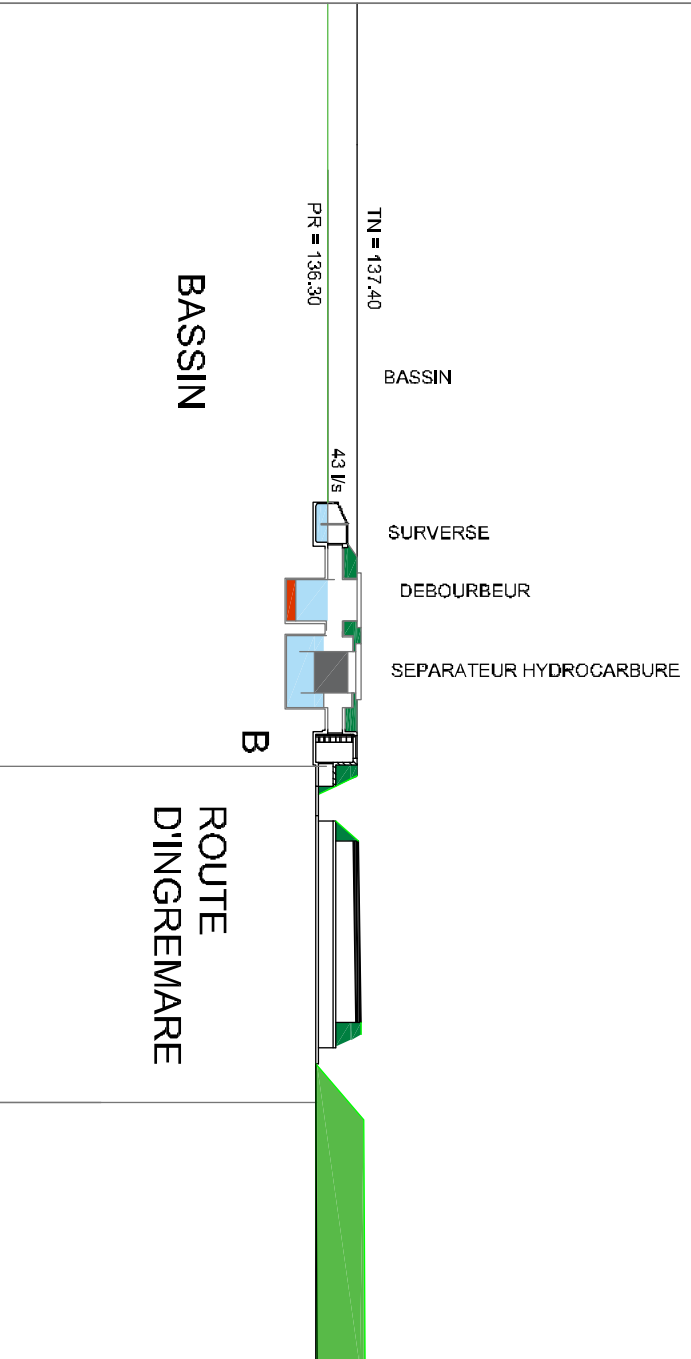 TN = 137.40
PR = 136.30
BASSIN
BASSIN
43 l/s
SURVERSE
DEBOURBEUR
SEPARATEUR HYDROCARBURE
B
ROUTE
D'INGREMARE